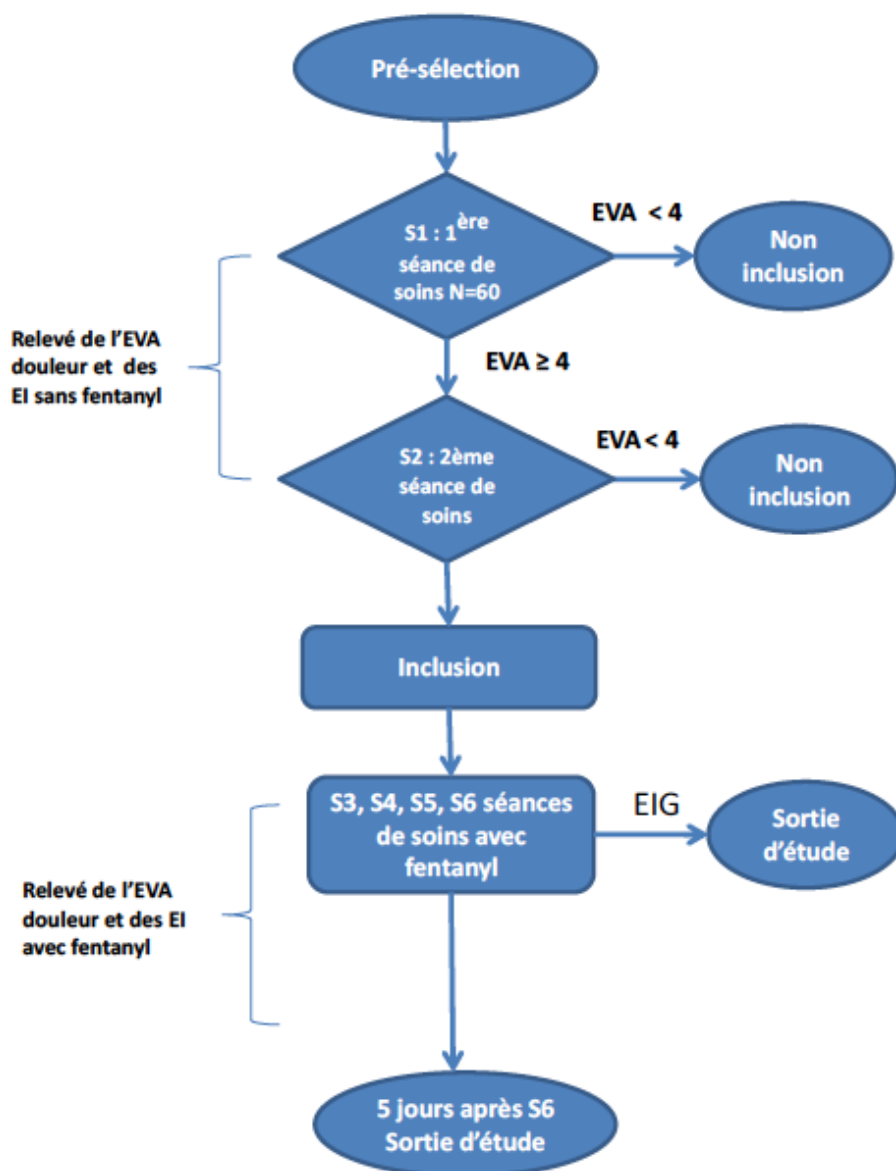 Pré-sélection
S1 : 1ère
séance de
soins N=60
EVA < 4
Non
inclusion
Relevé de l'EVA
douleur et des
EI sans fentanyl
EVA ≥ 4
S2 : 2ème
séance de
soins
EVA < 4
Non
inclusion
Inclusion
S3, S4, S5, S6 séances
de soins avec
fentanyl
EIG
Sortie
d'étude
Relevé de l'EVA
douleur et des EI
avec fentanyl
5 jours après S6
Sortie d'étude